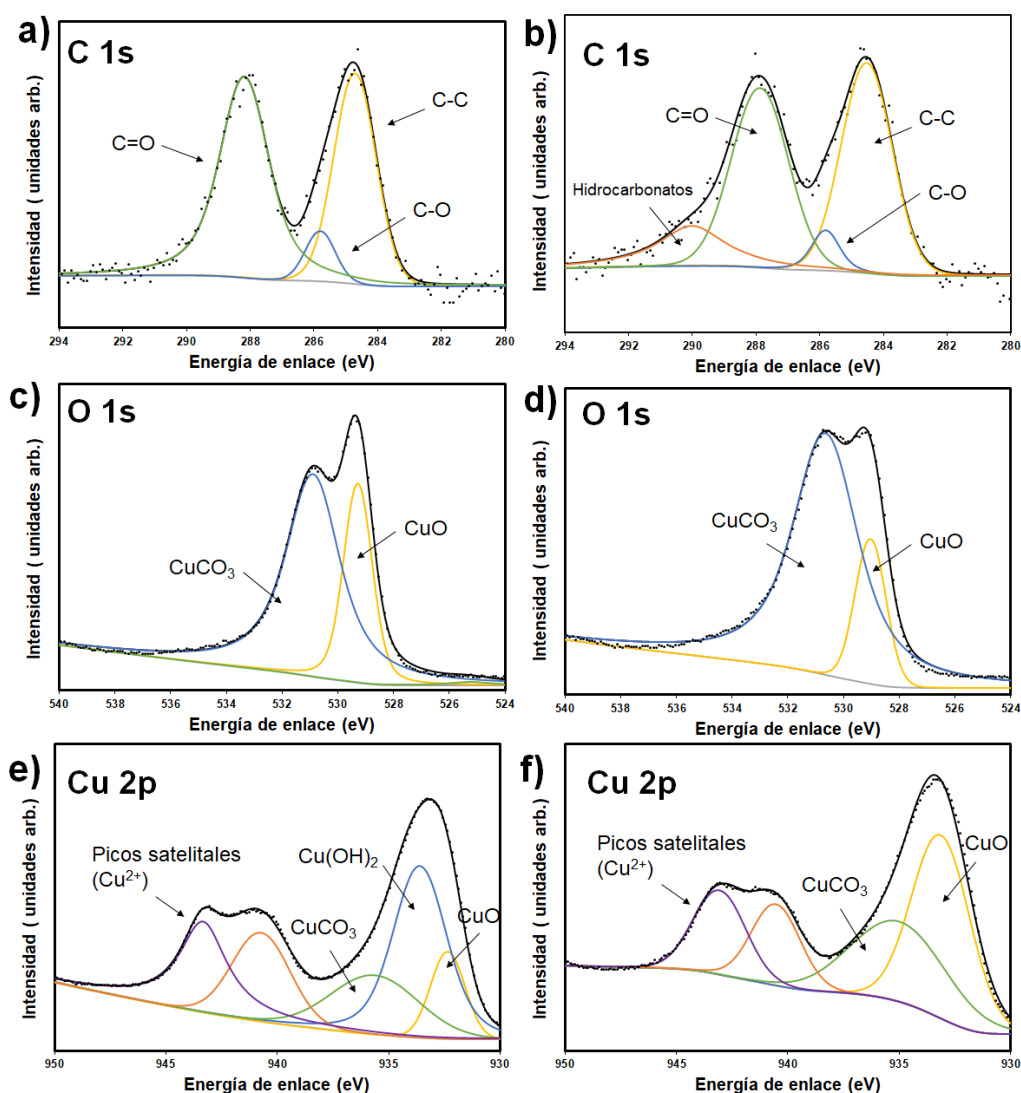 a)
C 1s
C=O
C-C
C-O
Intensidad ( unidades arb.)
294 292 290 288 286 284 282 280
Energía de enlace (eV)
b)
C 1s
C=O
C-C
Hidrocarbonatos
C-O
Intensidad ( unidades arb.)
294 292 290 288 286 284 282 280
Energía de enlace (eV)
c)
O 1s
CuO
CuCO3
Intensidad ( unidades arb.)
540 538 536 534 532 530 528 526 524
Energía de enlace (eV)
d)
O 1s
CuCO3
CuO
Intensidad ( unidades arb.)
540 538 536 534 532 530 528 526 524
Energía de enlace (eV)
e)
Cu 2p
Picos satelitales
(Cu2+)
Cu(OH)2
CuCO3
CuO
Intensidad ( unidades arb.)
950 945 940 935 930
Energía de enlace (eV)
f)
Cu 2p
Picos satelitales
(Cu2+)
CuCO3
CuO
Intensidad ( unidades arb.)
950 945 940 935 930
Energía de enlace (eV)